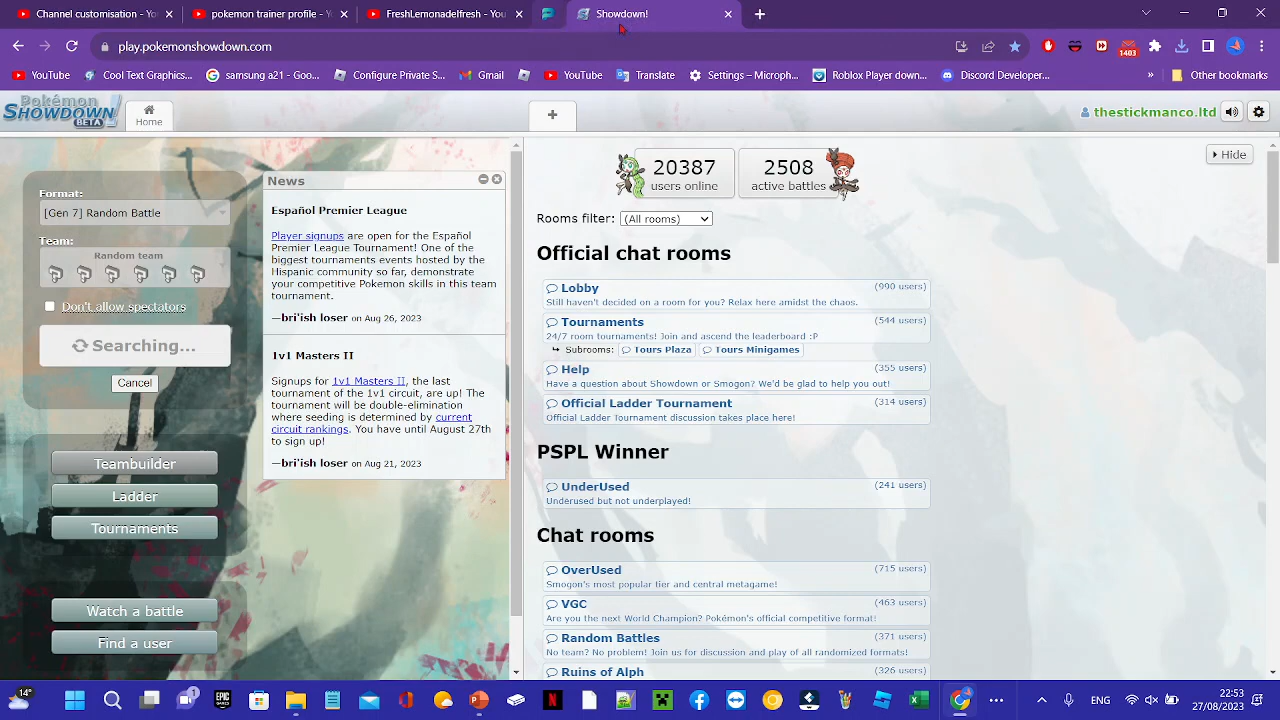 Channel customisation - Y
pokemon trainer profile - Y
FreshLemonadefresh - You
Showdown!
play.pokemonshowdown.com
1403
YouTube
Cool Text Graphics...
samsung a21 - Goo...
Configure Private S...
Gmail
YouTube
Translate
Settings – Microph...
Roblox Player down...
Discord Developer...
»
Other bookmarks
Pokémon
SHOWDOWN
BETA
Home
+
thestickmanco.ltd
Format:
[Gen 7] Random Battle
Team:
Random team
Don't allow spectators
Searching...
Cancel
Teambuilder
Ladder
Tournaments
Watch a battle
Find a user
News
Español Premier League
Player signups are open for the Español
Premier League Tournament! One of the
biggest tournaments events hosted by the
Hispanic community so far, demonstrate
your competitive Pokemon skills in this team
tournament.
—bri'ish loser on Aug 26, 2023
1v1 Masters II
Signups for 1v1 Masters II, the last
tournament of the 1v1 circuit, are up! The
tournament will be double-elimination
where seeding is determined by current
circuit rankings. You have until August 27th
to sign up!
—bri'ish loser on Aug 21, 2023
20387
users online
2508
active battles
Hide
Rooms filter: (All rooms)
Official chat rooms
Lobby (990 users)
Still haven't decided on a room for you? Relax here amidst the chaos.
Tournaments (544 users)
24/7 room tournaments! Join and ascend the leaderboard :P
Subrooms: Tours Plaza Tours Minigames
Help (355 users)
Have a question about Showdown or Smogon? We'd be glad to help you out!
Official Ladder Tournament (314 users)
Official Ladder Tournament discussion takes place here!
PSPL Winner
UnderUsed (241 users)
Underused but not underplayed!
Chat rooms
OverUsed (715 users)
Smogon's most popular tier and central metagame!
VGC (463 users)
Are you the next World Champion? Pokémon's official competitive format!
Random Battles (371 users)
No team? No problem! Join us for discussion and play of all randomized formats!
Ruins of Alph (326 users)
14°
1
EPIC
GAMES
N
ENG
22:53
27/08/2023